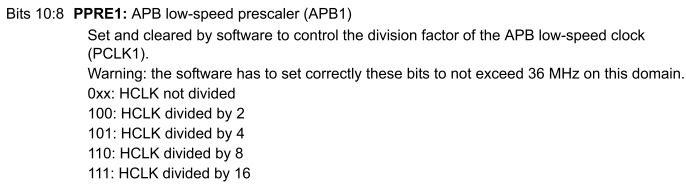 Bits 10:8 PPRE1: APB low-speed prescaler (APB1)
Set and cleared by software to control the division factor of the APB low-speed clock
(PCLK1).
Warning: the software has to set correctly these bits to not exceed 36 MHz on this domain.
0xx: HCLK not divided
100: HCLK divided by 2
101: HCLK divided by 4
110: HCLK divided by 8
111: HCLK divided by 16